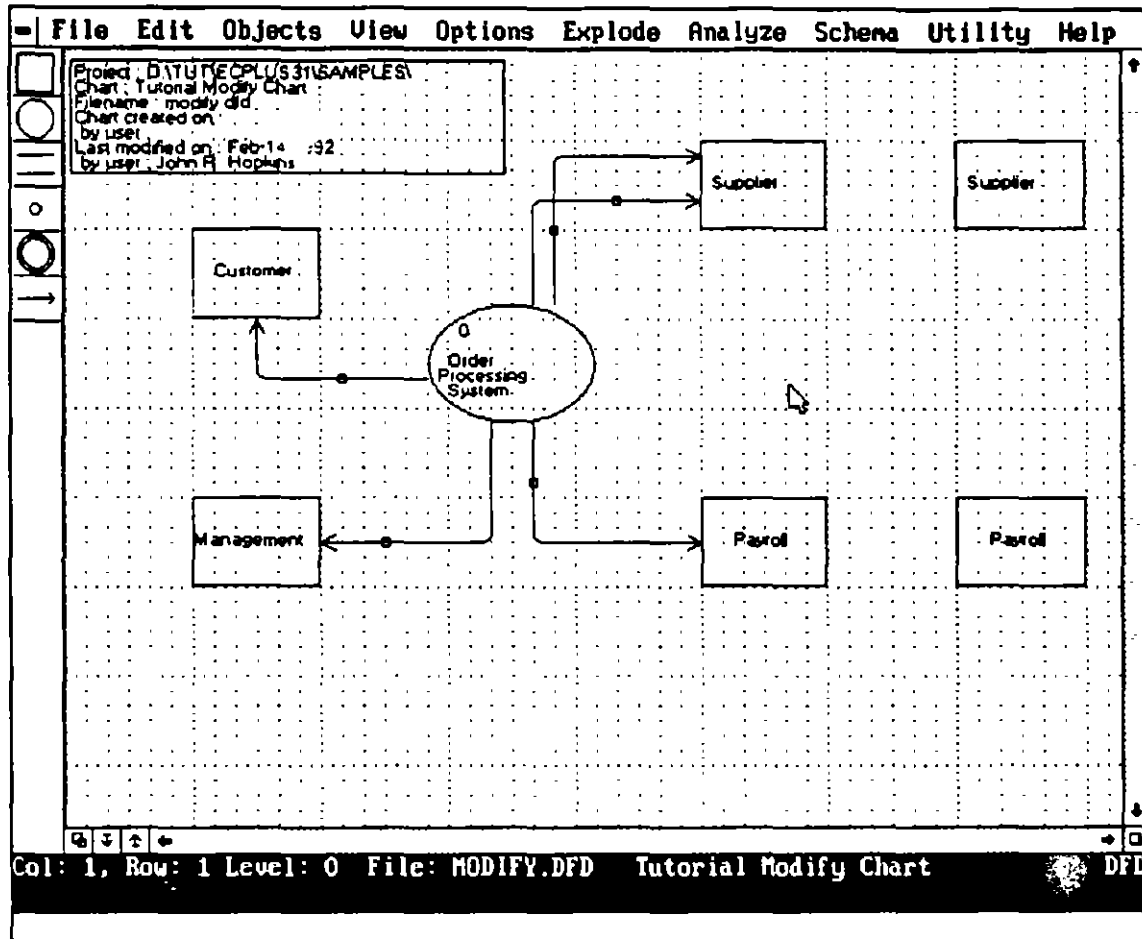 File Edit Objects View Options Explode Analyze Schema Utility Help
Project : D:\TUT\ECPLUS31\SAMPLES\
Chart : Tutorial Modify Chart
Filename : modify.dfd
Chart created on :
by user :
Last modified on : Feb-14 -92
by user : John R. Hopkins
Supplier
Supplier
Customer
0
Order
Processing
System
Management
Payroll
Payroll
Col: 1, Row: 1 Level: 0 File: MODIFY.DFD Tutorial Modify Chart DFD